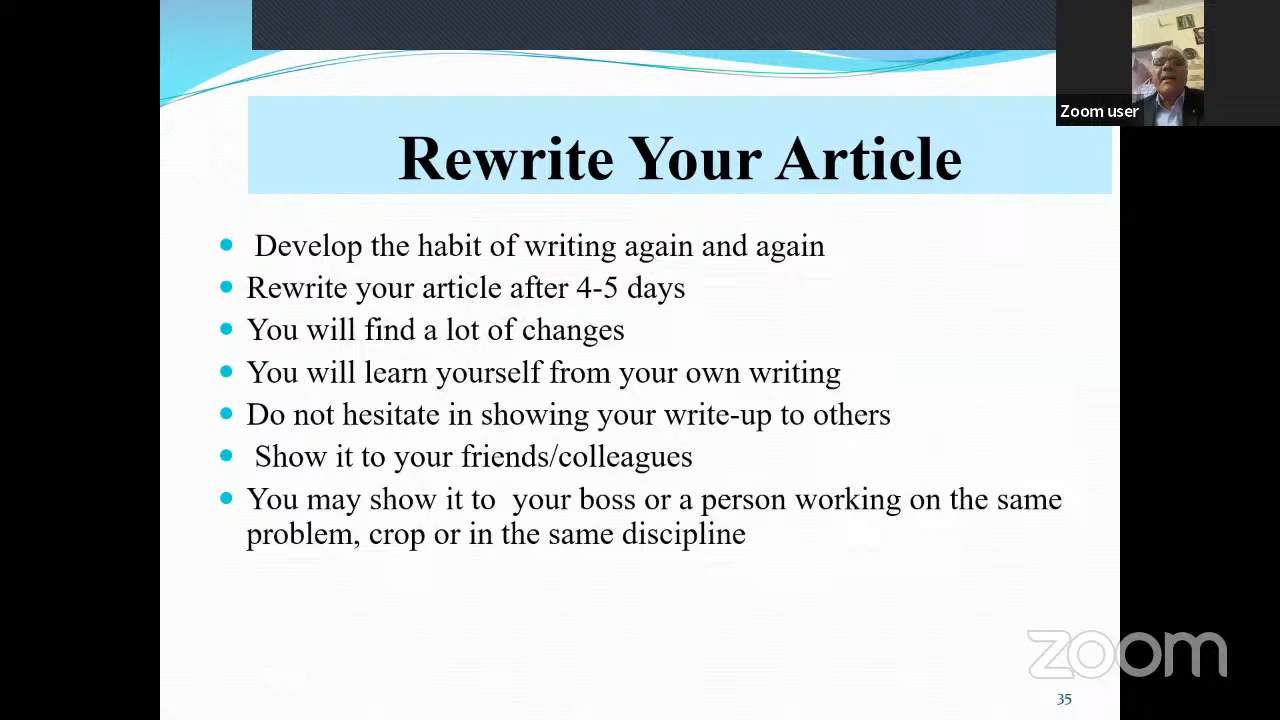 Zoom user
Rewrite Your Article
Develop the habit of writing again and again
Rewrite your article after 4-5 days
You will find a lot of changes
You will learn yourself from your own writing
Do not hesitate in showing your write-up to others
Show it to your friends/colleagues
You may show it to your boss or a person working on the same
problem, crop or in the same discipline
zoom
35